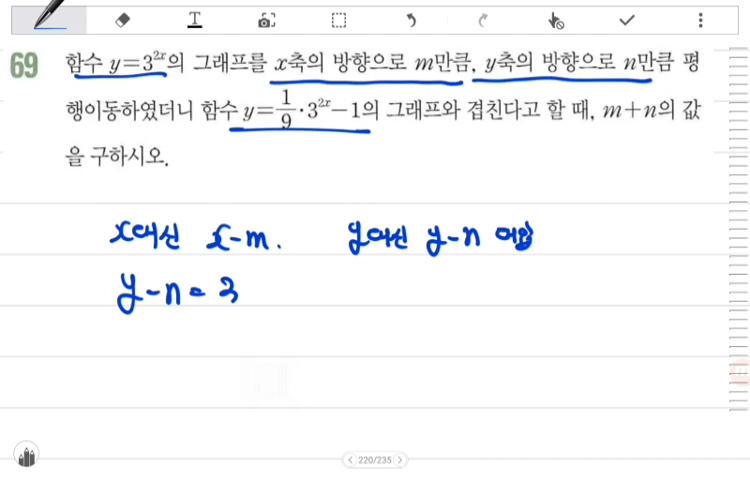 69 함수 y=3^{2x}의 그래프를 x축의 방향으로 m만큼, y축의 방향으로 n만큼 평
행이동하였더니 함수 y=\frac{1}{9}·3^{2x}-1의 그래프와 겹친다고 할 때, m+n의 값
을 구하시오.
x대신 x-m. y대신 y-n 대입
y-n=3
220/235